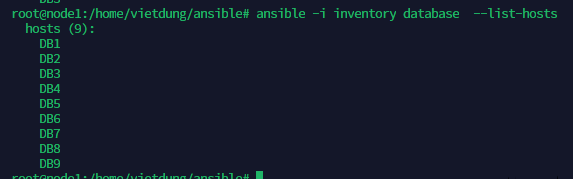 root@node1:/home/vietdung/ansible# ansible -i inventory database  --list-hosts
  hosts (9):
    DB1
    DB2
    DB3
    DB4
    DB5
    DB6
    DB7
    DB8
    DB9
root@node1:/home/vietdung/ansible#